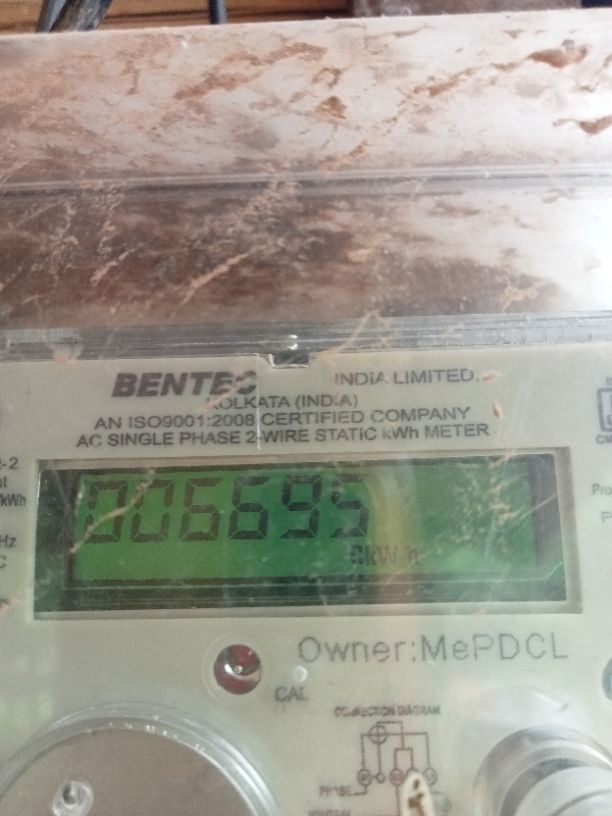 BENTEC INDIA LIMITED.
KOLKATA (INDIA)
AN ISO9001:2008 CERTIFIED COMPANY
AC SINGLE PHASE 2-WIRE STATIC kWh METER
006695
kWh
Owner:MePDCL
CAL
CONNECTION DIAGRAM
PHASE